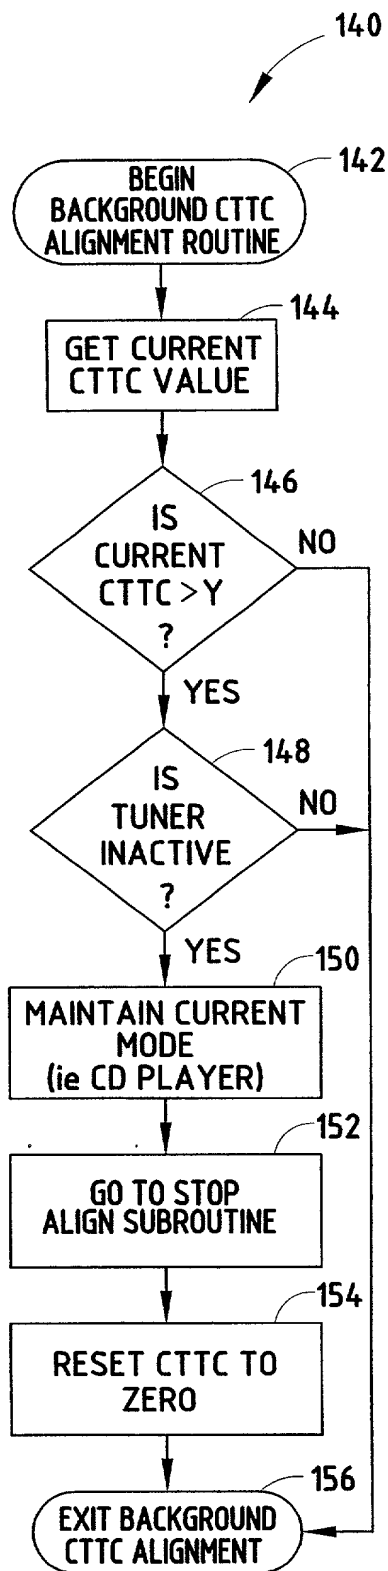 140
142
BEGIN
BACKGROUND CTTC
ALIGNMENT ROUTINE
144
GET CURRENT
CTTC VALUE
146
IS
CURRENT
CTTC > Y
?
NO
YES
148
IS
TUNER
INACTIVE
?
NO
YES
150
MAINTAIN CURRENT
MODE
(ie CD PLAYER)
152
GO TO STOP
ALIGN SUBROUTINE
154
RESET CTTC TO
ZERO
156
EXIT BACKGROUND
CTTC ALIGNMENT